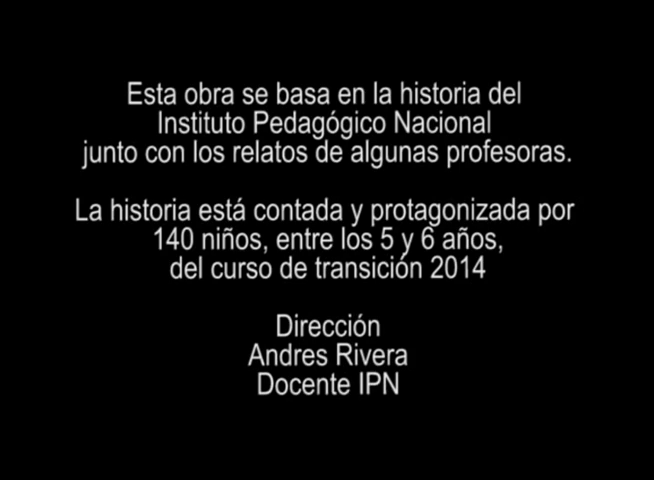 Esta obra se basa en la historia del
Instituto Pedagógico Nacional
junto con los relatos de algunas profesoras.
La historia está contada y protagonizada por
140 niños, entre los 5 y 6 años,
del curso de transición 2014
Dirección
Andres Rivera
Docente IPN